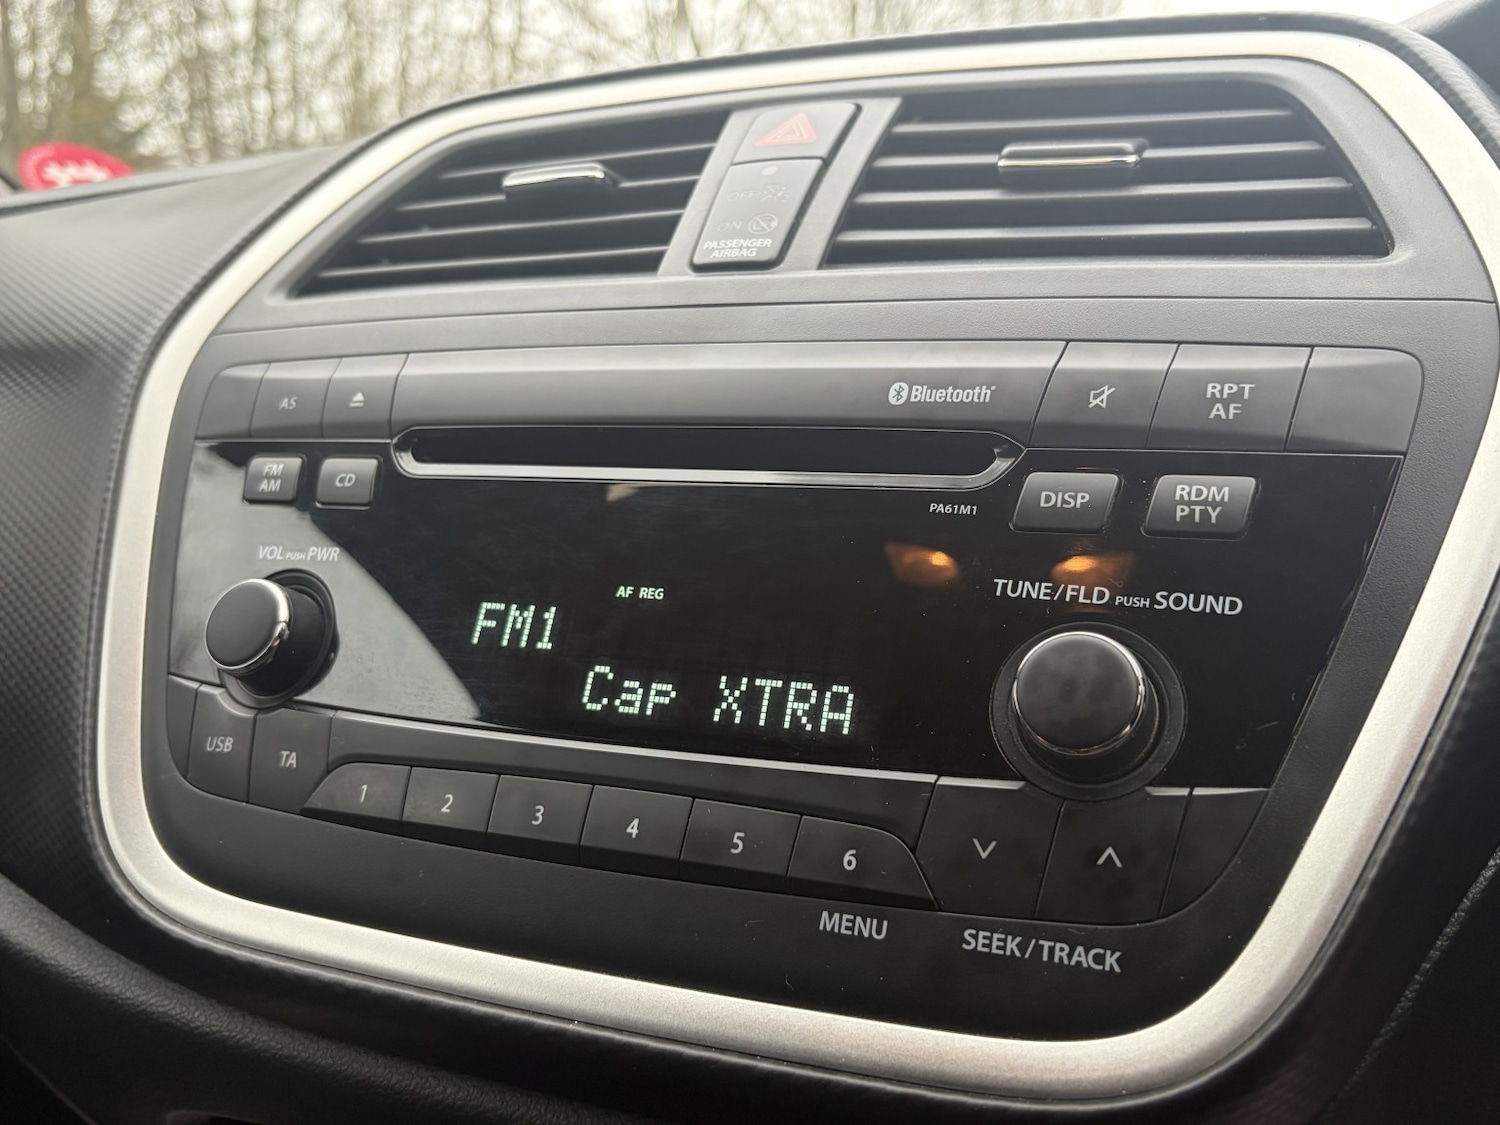 OFF
ON
PASSENGER
AIRBAG
AS
Bluetooth
RPT
AF
FM
AM
CD
PA61M1
DISP
RDM
PTY
VOL PUSH PWR
TUNE/FLD PUSH SOUND
AF REG
FM1
Cap XTRA
USB
TA
1
2
3
4
5
6
MENU
SEEK/TRACK